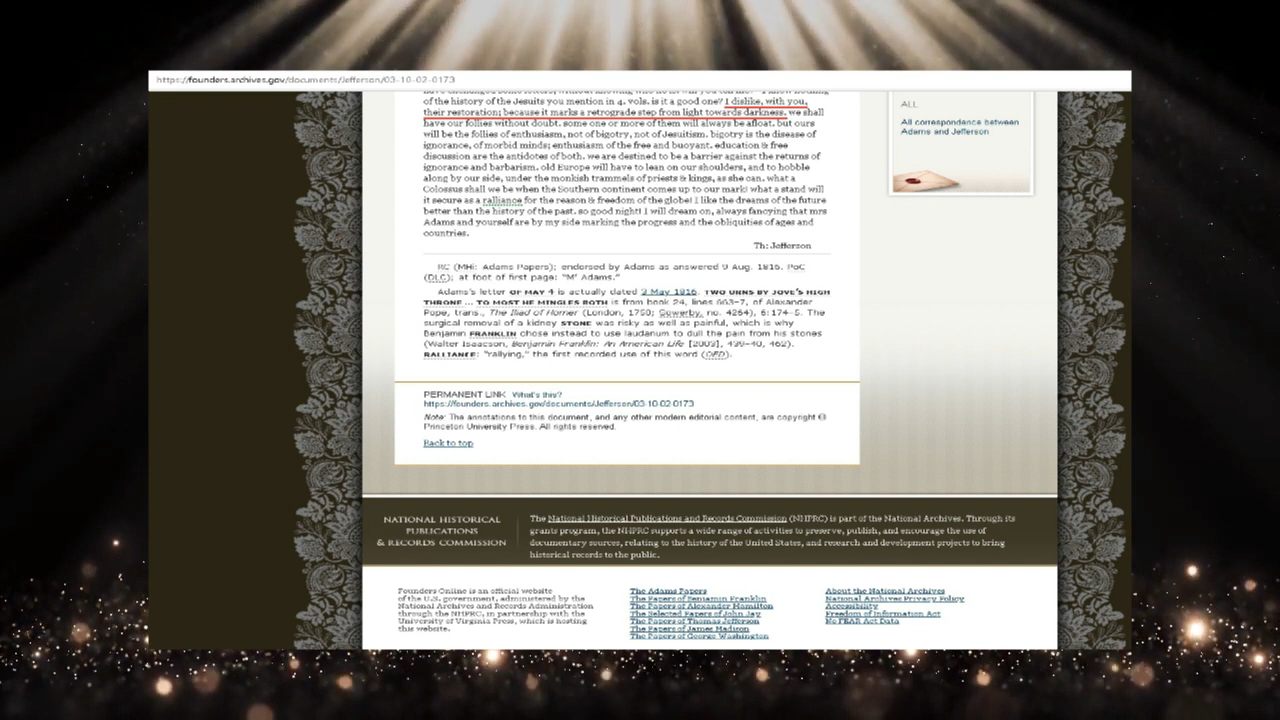 https://founders.archives.gov/documents/Jefferson/03-10-02-0173
of the history of the Jesuits you mention in 4. vols. is it a good one? I dislike, with you,
their restoration; because it marks a retrograde step from light towards darkness. we shall
have our follies without doubt. some one or more of them will always be afloat. but ours
will be the follies of enthusiasm, not of bigotry, not of Jesuitism. bigotry is the disease of
ignorance, of morbid minds; enthusiasm of the free and buoyant. education & free
discussion are the antidotes of both. we are destined to be a barrier against the returns of
ignorance and barbarism. old Europe will have to lean on our shoulders, and to hobble
along by our side, under the monkish trammels of priests & kings, as she can. what a
Colossus shall we be when the Southern continent comes up to our mark! what a stand will
it secure as a ralliance for the reason & freedom of the globe! I like the dreams of the future
better than the history of the past. so good night! I will dream on, always fancying that mrs
Adams and yourself are by my side marking the progress and the obliquities of ages and
countries.
Th: Jefferson
RC (MHi: Adams Papers); endorsed by Adams as answered 9 Aug. 1816. PoC
(DLC); at foot of first page: “Mr Adams.”
Adams’s letter OF MAY 4 is actually dated 3 May 1816. TWO URNS BY JOVE’S HIGH
THRONE … TO MOST HE MINGLES BOTH is from book 24, lines 663–7, of Alexander
Pope, trans., The Iliad of Homer (London, 1750; Sowerby, no. 4264), 6:174–5. The
surgical removal of a kidney STONE was risky as well as painful, which is why
Benjamin FRANKLIN chose instead to use laudanum to dull the pain from his stones
(Walter Isaacson, Benjamin Franklin: An American Life [2003], 439–40, 462).
RALLIANCE: “rallying,” the first recorded use of this word (OED).
PERMANENT LINK What’s this?
https://founders.archives.gov/documents/Jefferson/03-10-02-0173
Note: The annotations to this document, and any other modern editorial content, are copyright ©
Princeton University Press. All rights reserved.
Back to top
ALL
All correspondence between
Adams and Jefferson
NATIONAL HISTORICAL
PUBLICATIONS
& RECORDS COMMISSION
The National Historical Publications and Records Commission (NHPRC) is part of the National Archives. Through its
grants program, the NHPRC supports a wide range of activities to preserve, publish, and encourage the use of
documentary sources, relating to the history of the United States, and research and development projects to bring
historical records to the public.
Founders Online is an official website
of the U.S. government, administered by the
National Archives and Records Administration
through the NHPRC, in partnership with the
University of Virginia Press, which is hosting
this website.
The Adams Papers
The Papers of Benjamin Franklin
The Papers of Alexander Hamilton
The Selected Papers of John Jay
The Papers of Thomas Jefferson
The Papers of James Madison
The Papers of George Washington
About the National Archives
National Archives Privacy Policy
Accessibility
Freedom of Information Act
No FEAR Act Data